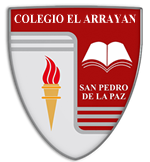 COLEGIO EL ARRAYAN
SAN PEDRO
DE LA PAZ